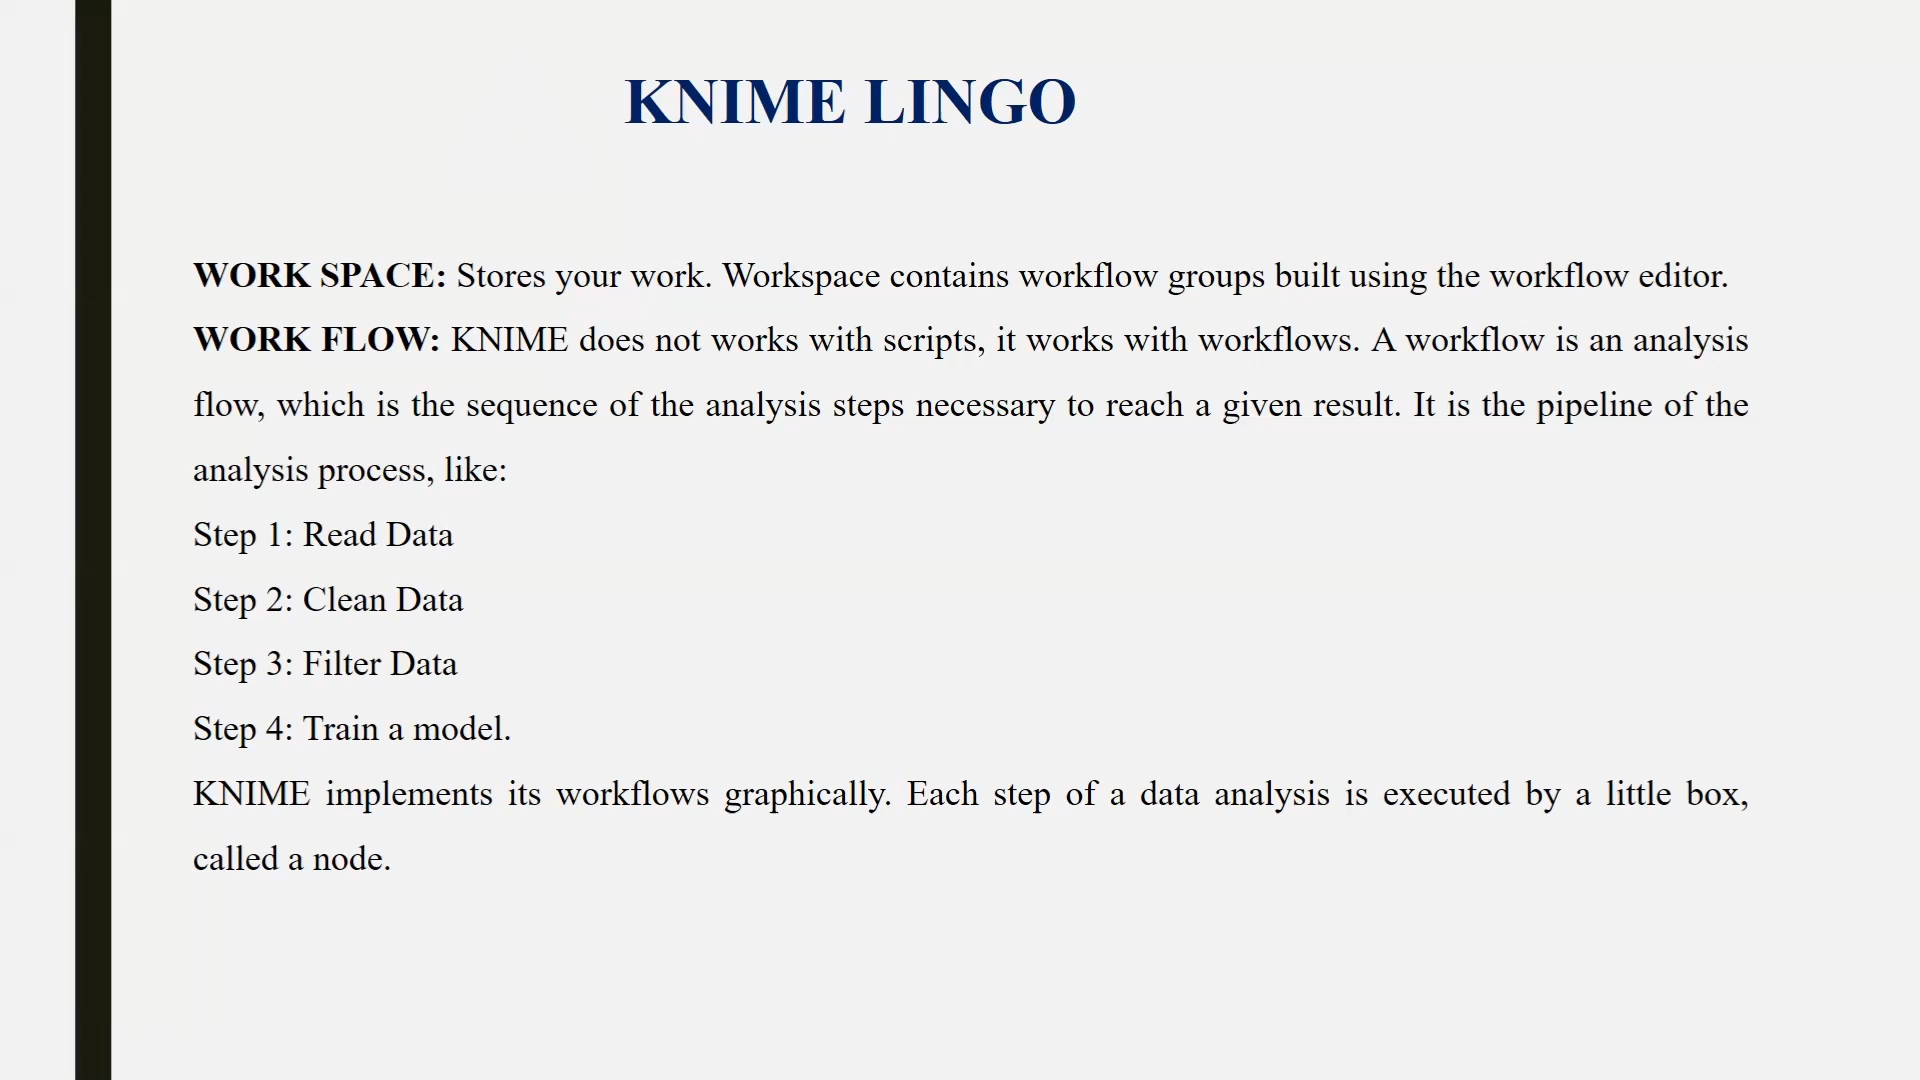 KNIME LINGO
WORK SPACE: Stores your work. Workspace contains workflow groups built using the workflow editor.
WORK FLOW: KNIME does not works with scripts, it works with workflows. A workflow is an analysis
flow, which is the sequence of the analysis steps necessary to reach a given result. It is the pipeline of the
analysis process, like:
Step 1: Read Data
Step 2: Clean Data
Step 3: Filter Data
Step 4: Train a model.
KNIME implements its workflows graphically. Each step of a data analysis is executed by a little box,
called a node.